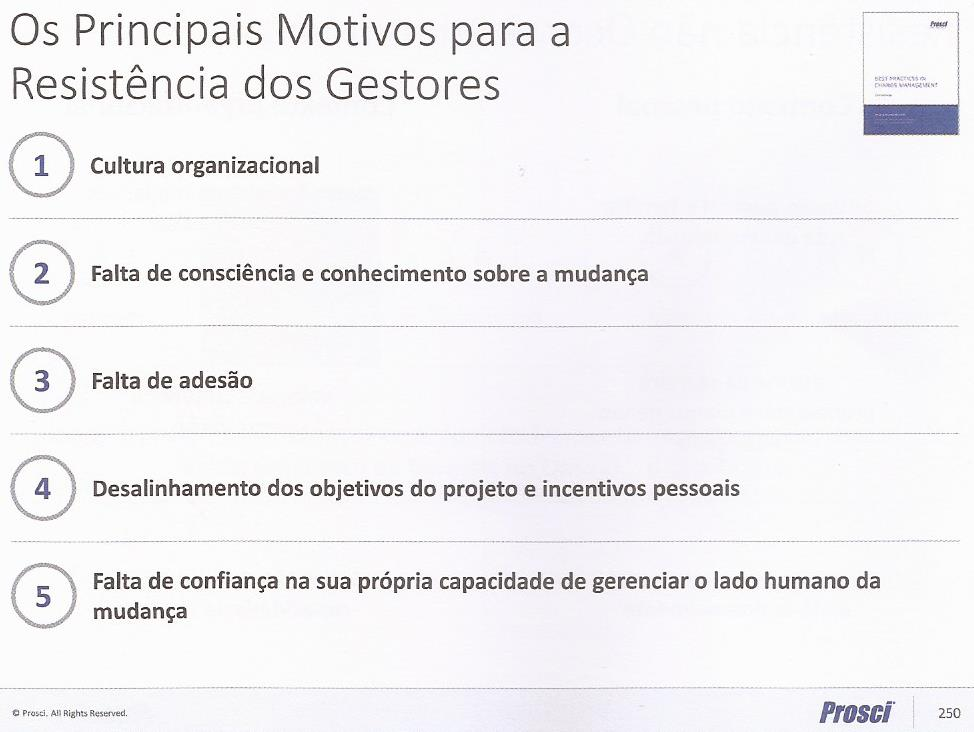 Os Principais Motivos para a
Resistência dos Gestores
Prosci
BEST PRACTICES IN
CHANGE MANAGEMENT
1
Cultura organizacional
2
Falta de consciência e conhecimento sobre a mudança
3
Falta de adesão
4
Desalinhamento dos objetivos do projeto e incentivos pessoais
5
Falta de confiança na sua própria capacidade de gerenciar o lado humano da
mudança
© Prosci. All Rights Reserved.
Prosci
250